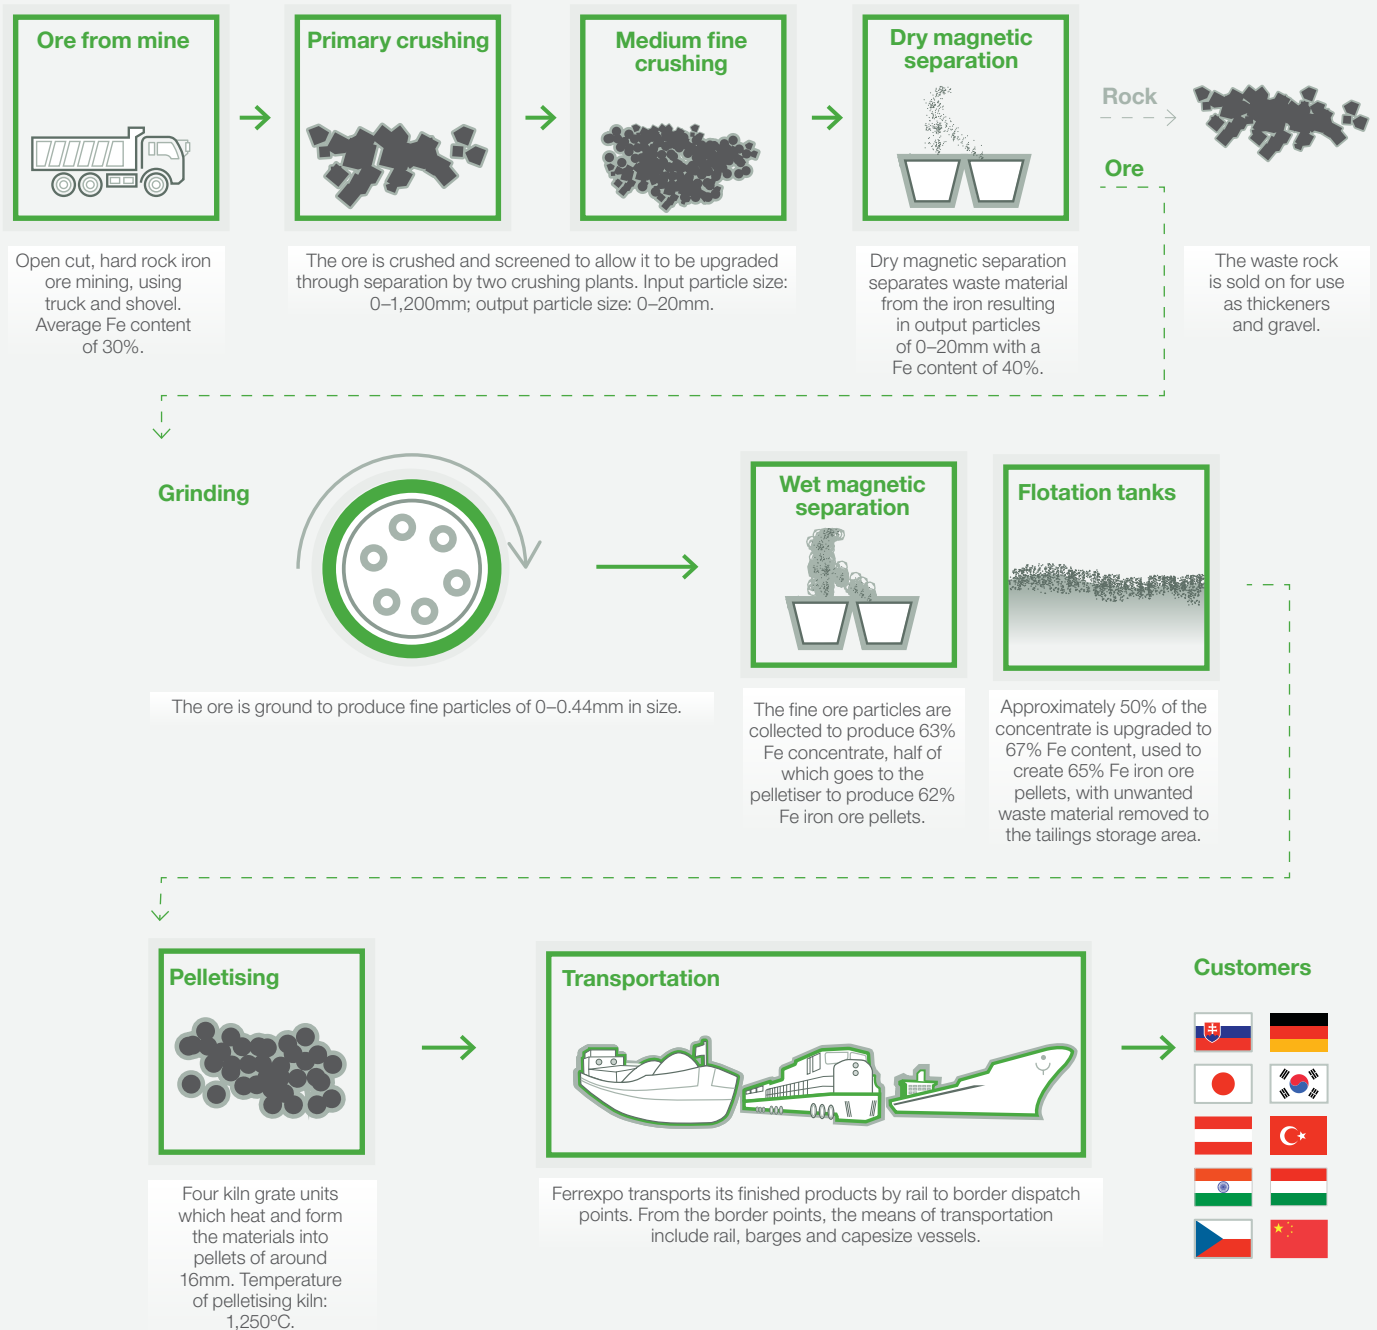 Ore from mine
Primary crushing
Medium fine
crushing
Dry magnetic
separation
Rock
Ore
Open cut, hard rock iron
ore mining, using
truck and shovel.
Average Fe content
of 30%.
The ore is crushed and screened to allow it to be upgraded
through separation by two crushing plants. Input particle size:
0–1,200mm; output particle size: 0–20mm.
Dry magnetic separation
separates waste material
from the iron resulting
in output particles
of 0–20mm with a
Fe content of 40%.
The waste rock
is sold on for use
as thickeners
and gravel.
Grinding
Wet magnetic
separation
Flotation tanks
The ore is ground to produce fine particles of 0–0.44mm in size.
The fine ore particles are
collected to produce 63%
Fe concentrate, half of
which goes to the
pelletiser to produce 62%
Fe iron ore pellets.
Approximately 50% of the
concentrate is upgraded to
67% Fe content, used to
create 65% Fe iron ore
pellets, with unwanted
waste material removed to
the tailings storage area.
Pelletising
Transportation
Customers
Four kiln grate units
which heat and form
the materials into
pellets of around
16mm. Temperature
of pelletising kiln:
1,250ºC.
Ferrexpo transports its finished products by rail to border dispatch
points. From the border points, the means of transportation
include rail, barges and capesize vessels.